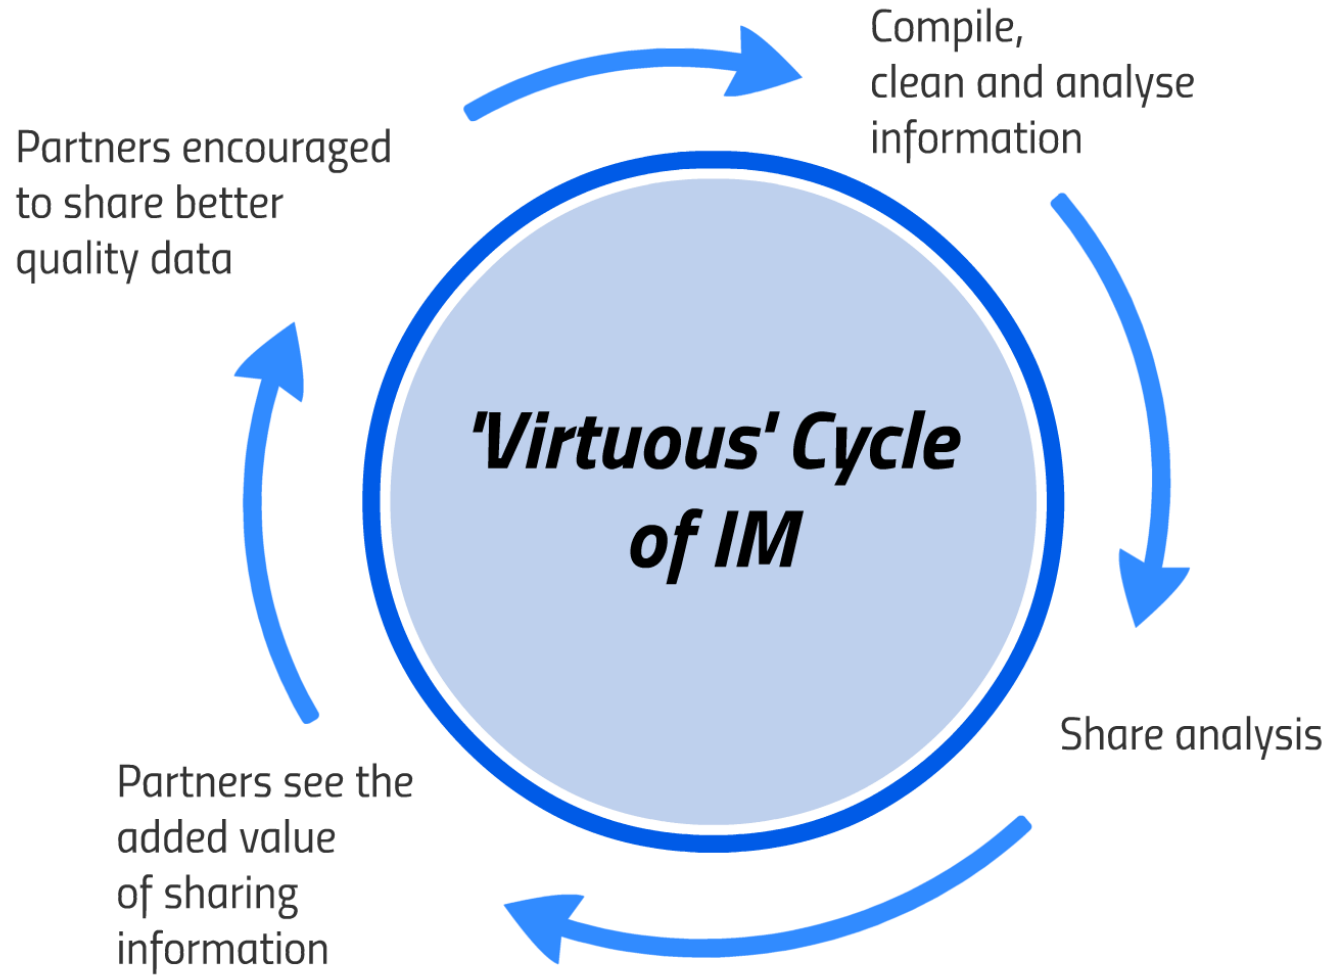 Compile,
clean and analyse
information
Partners encouraged
to share better
quality data
'Virtuous' Cycle
of IM
Share analysis
Partners see the
added value
of sharing
information